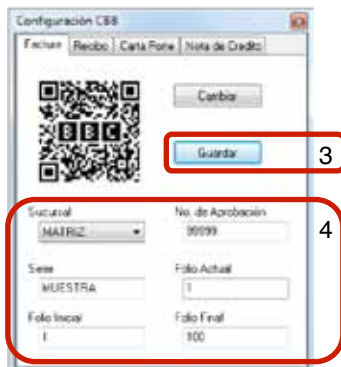 Configuración CBB
Factura Recibo Carta Porte Nota de Credito
BBC
Cambiar
Guardar 3
Sucursal No. de Aprobación 4
MATRIZ 99999
Serie Folio Actual
MUESTRA 1
Folio Inicial Folio Final
1 100